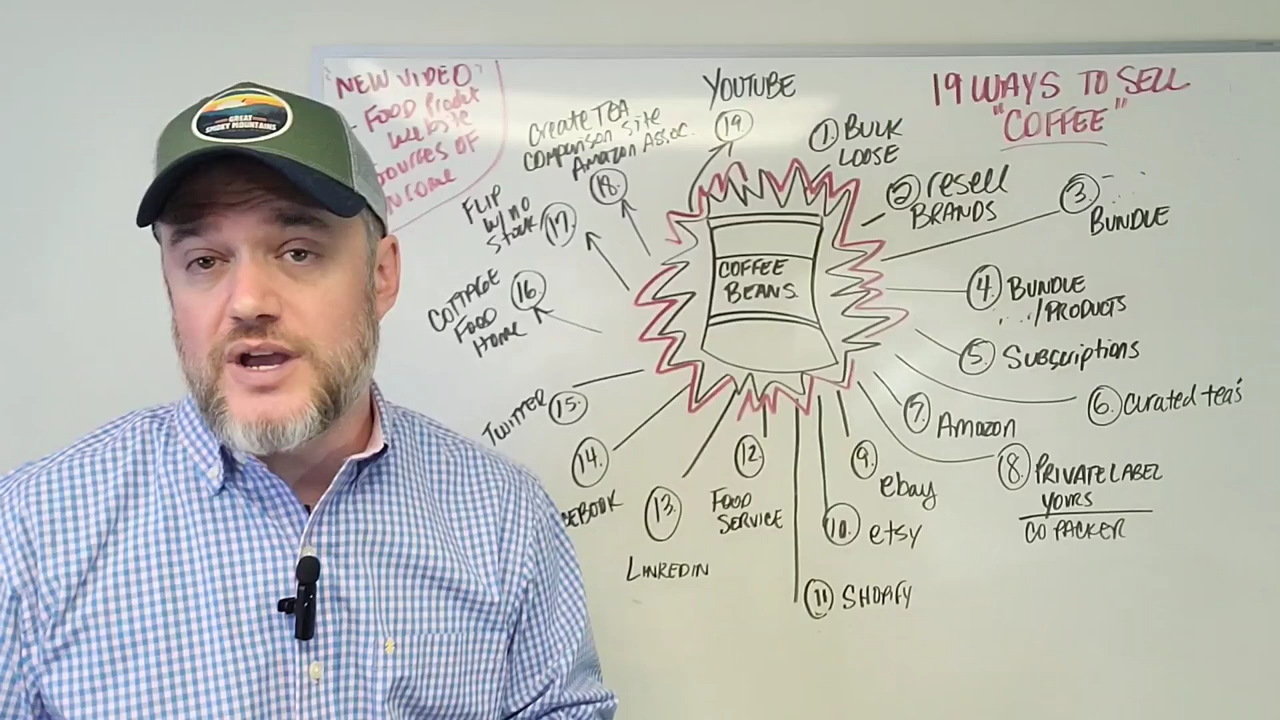 GREAT
SMOKY MOUNTAINS
NEW VIDEO
- FOOD Product
Website
SOURCES OF
INCOME
19 WAYS TO SELL
"COFFEE"
COFFEE
BEANS
1. BULK
LOOSE
2 resell
BRANDS
3.
BUNDLE
4. BUNDLE
/PRODUCTS
5 Subscriptions
6. Curated tea's
7. Amazon
8. PRIVATE LABEL
YOURS
CO PACKER
9.
ebay
10. etsy
11 SHOPIFY
12.
FOOD
SERVICE
13.
LINKEDIN
14.
CEBOOK
TWITTER 15.
COTTAGE 16.
FOOD
Home
FLIP
W/ NO
Stock 17.
Create TEA
Comparison Site
Amazon Assoc.
18.
YOUTUBE
19